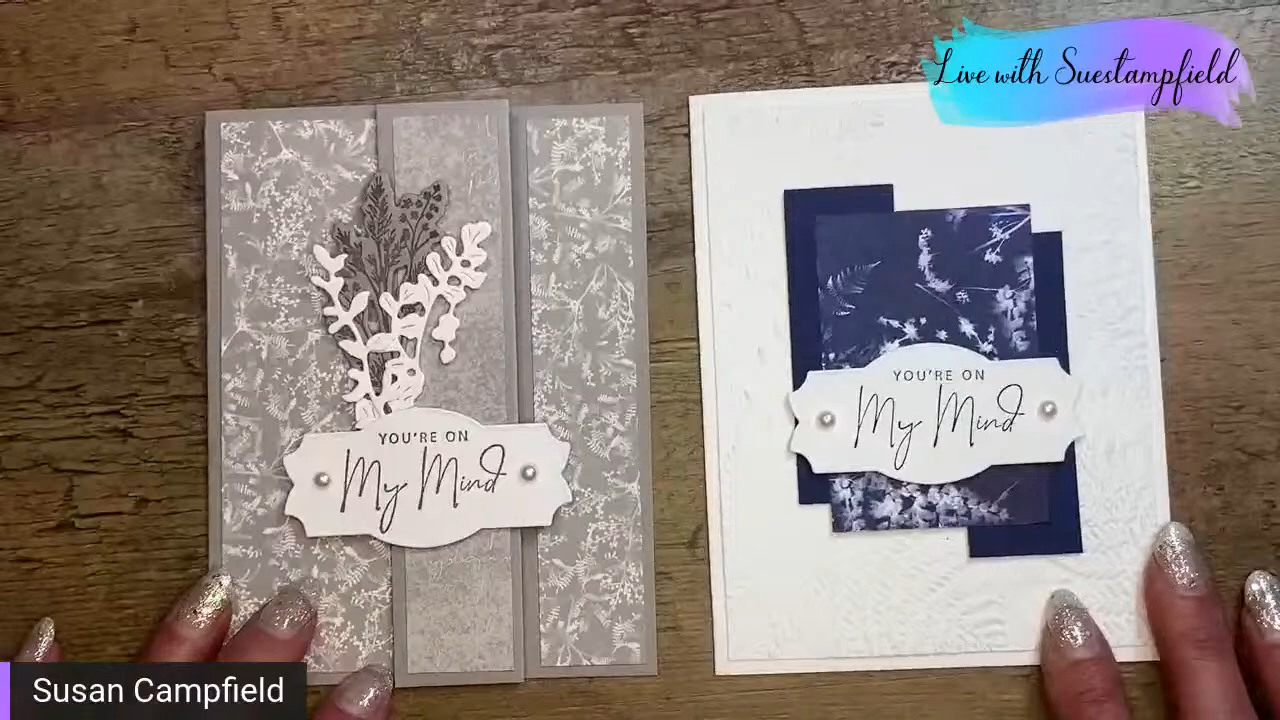 Live with Suestampfield
YOU'RE ON
My Mind
YOU'RE ON
My Mind
Susan Campfield